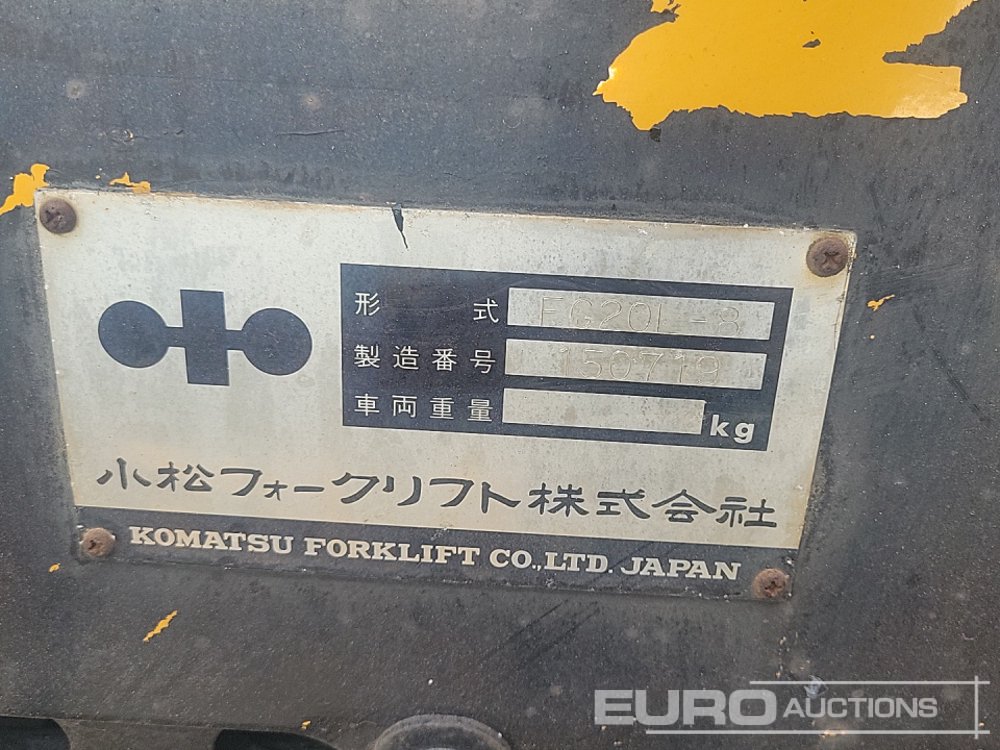 形 式 FG20L-8
製造番号 150719
車両重量 kg
小松フォークリフト株式会社
KOMATSU FORKLIFT CO.,LTD. JAPAN
EURO AUCTIONS